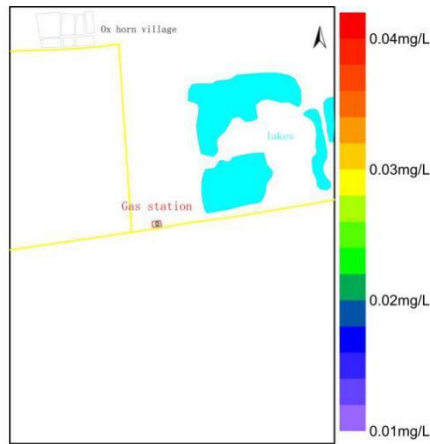 Ox horn village
lakes
Gas station
0.04mg/L
0.03mg/L
0.02mg/L
0.01mg/L